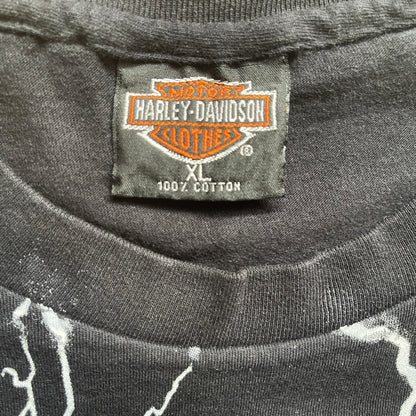 MOTOR
HARLEY-DAVIDSON
CLOTHES
®
XL
100% COTTON